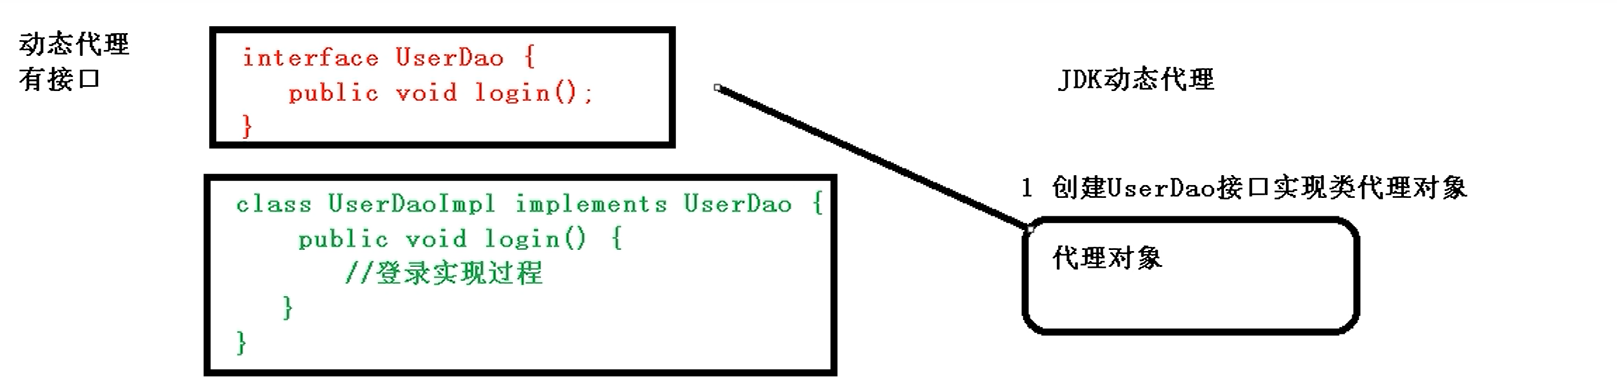 动态代理
有接口
interface UserDao {
public void login();
}
class UserDaoImpl implements UserDao {
public void login() {
//登录实现过程
}
}
JDK动态代理
1 创建UserDao接口实现类代理对象
代理对象